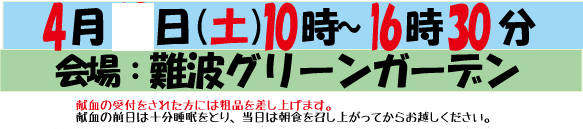 4月 日(土)10時~16時30分
会場：難波グリーンガーデン
献血の受付をされた方には粗品を差し上げます。
献血の前日は十分睡眠をとり、当日は朝食を召し上がってからお越しください。